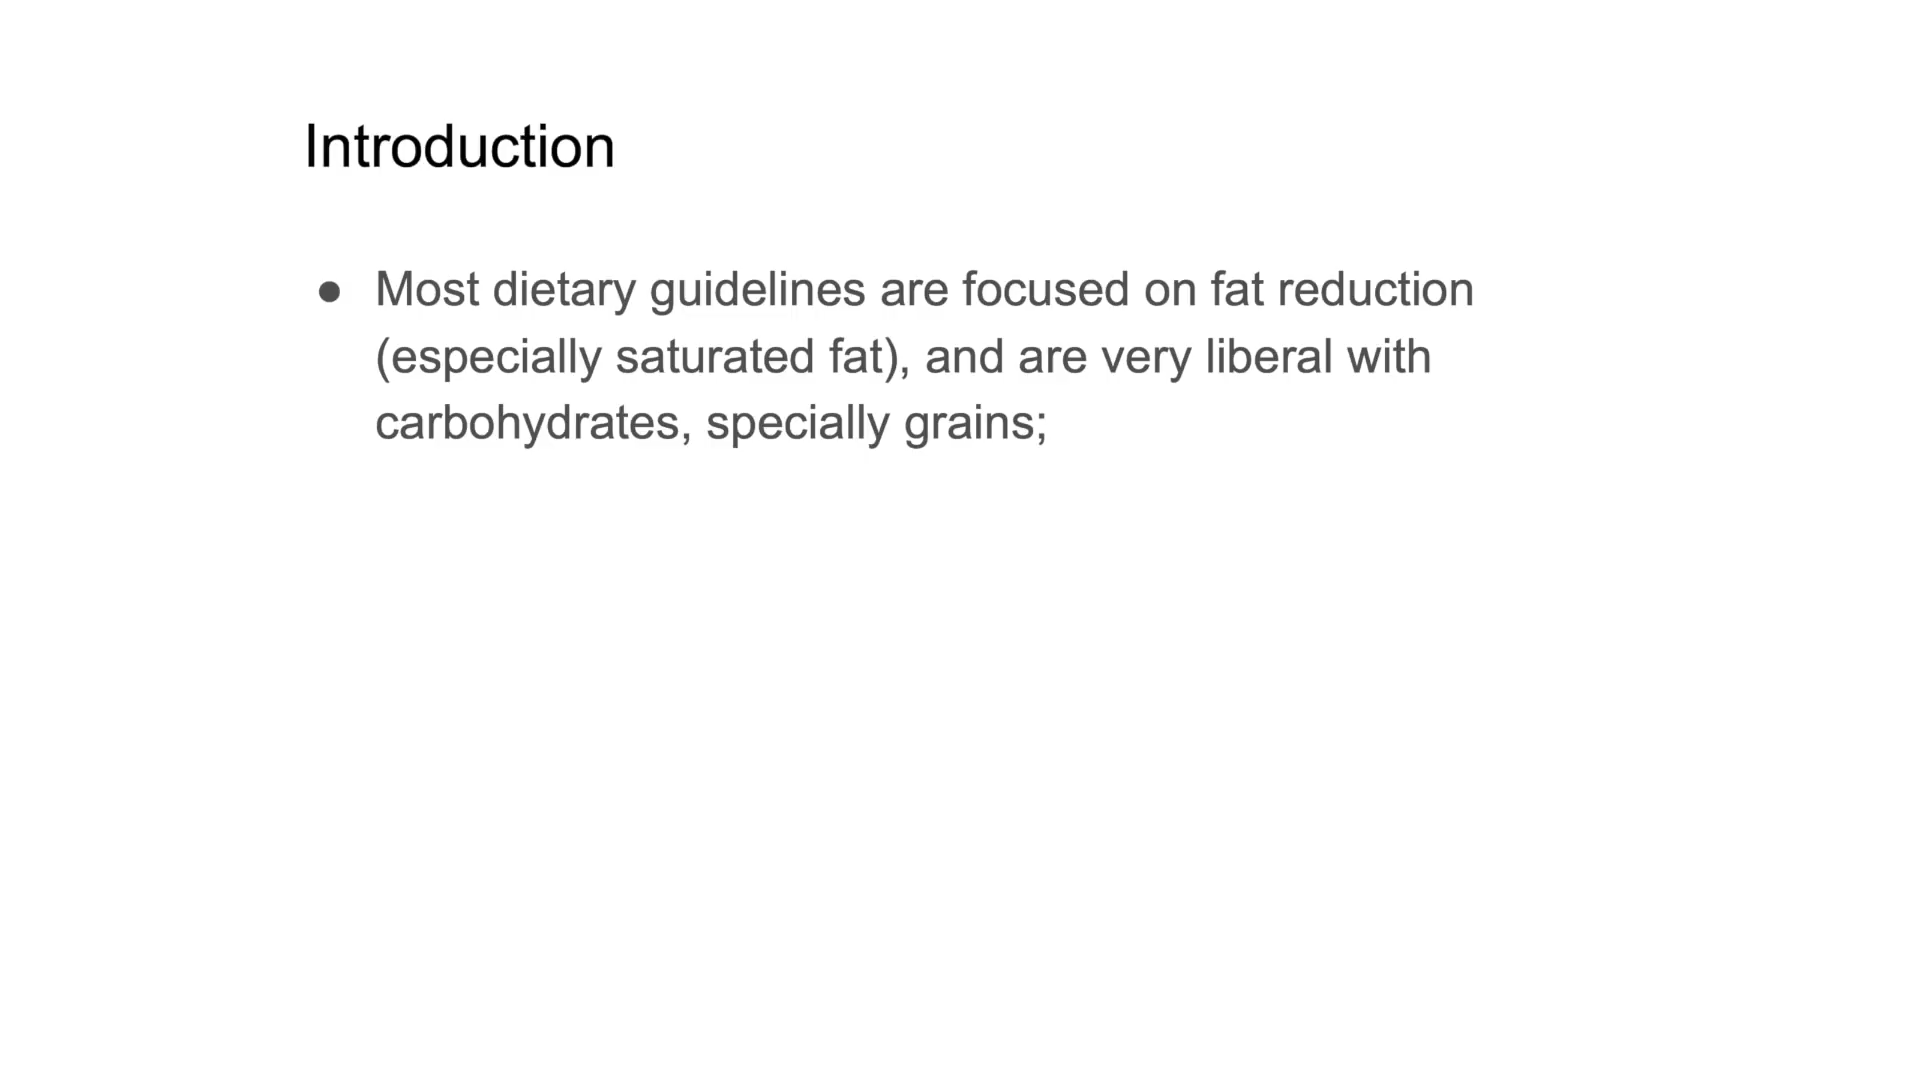 Introduction
● Most dietary guidelines are focused on fat reduction
(especially saturated fat), and are very liberal with
carbohydrates, specially grains;